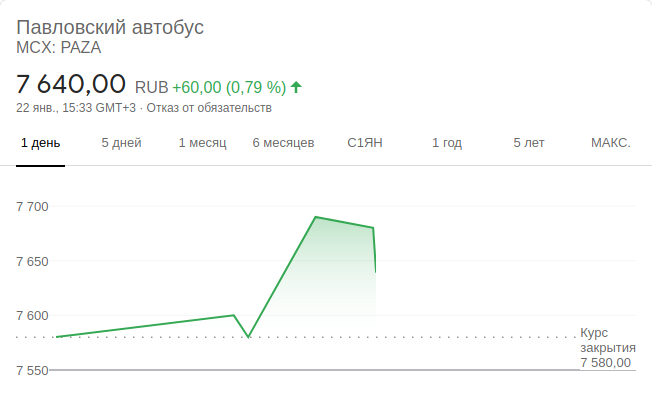 Павловский автобус
MCX: PAZA
7 640,00 RUB +60,00 (0,79 %)
22 янв., 15:33 GMT+3 · Отказ от обязательств
1 день 5 дней 1 месяц 6 месяцев С1ЯН 1 год 5 лет МАКС.
7 700
7 650
7 600
Курс
закрытия
7 580,00
7 550